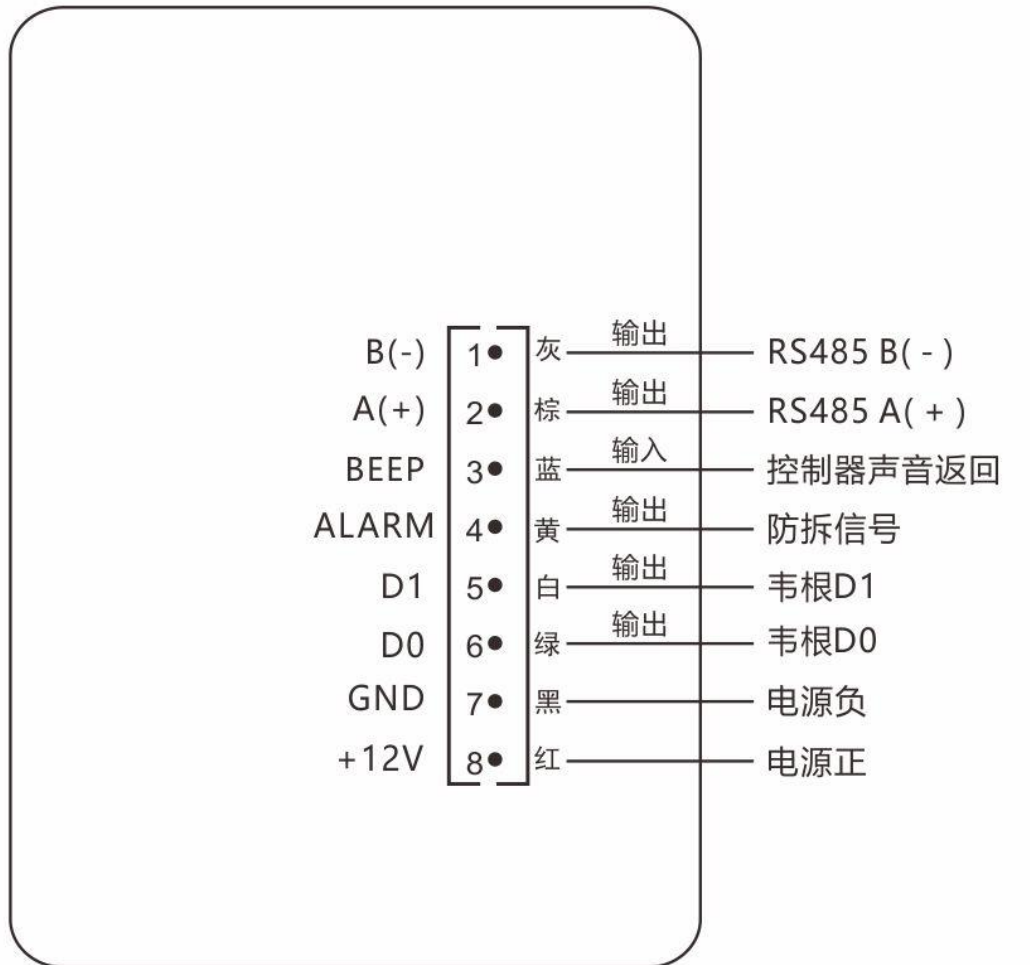 B(-) 1 灰 输出 RS485 B( - )
A(+) 2 棕 输出 RS485 A( + )
BEEP 3 蓝 输入 控制器声音返回
ALARM 4 黄 输出 防拆信号
D1 5 白 输出 韦根D1
D0 6 绿 输出 韦根D0
GND 7 黑 电源负
+12V 8 红 电源正